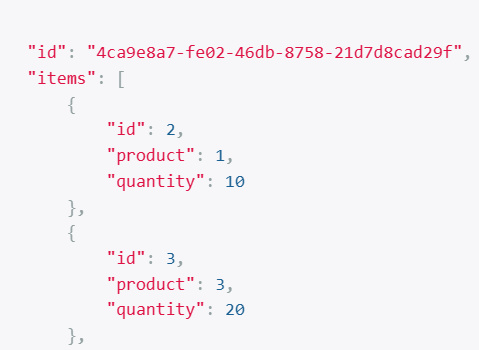 "id": "4ca9e8a7-fe02-46db-8758-21d7d8cad29f",
"items": [
    {
        "id": 2,
        "product": 1,
        "quantity": 10
    },
    {
        "id": 3,
        "product": 3,
        "quantity": 20
    },